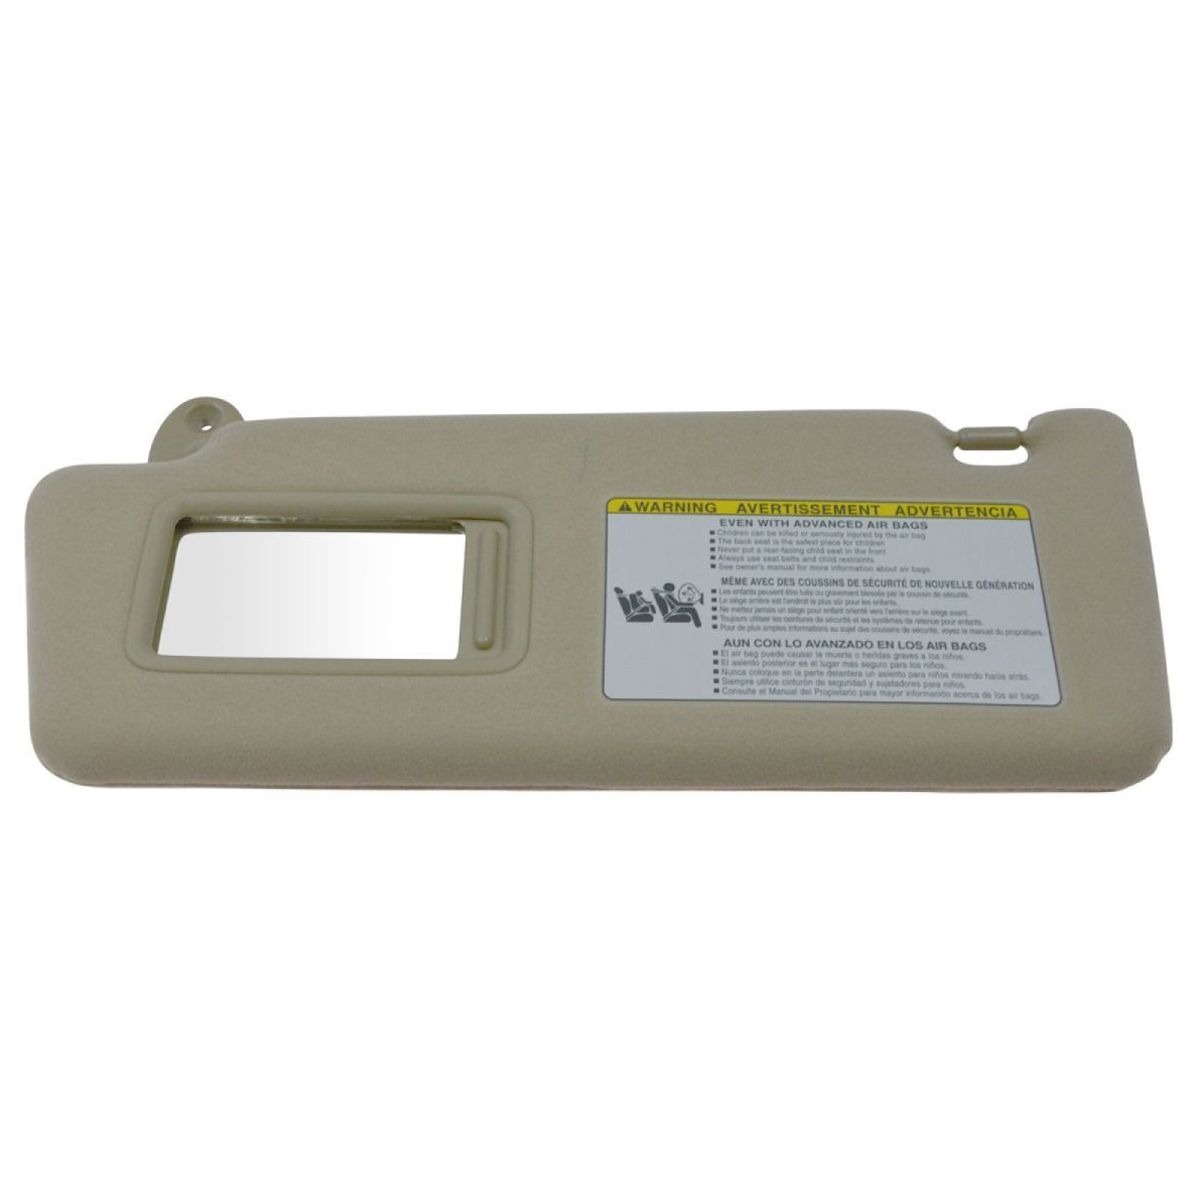 WARNING AVERTISSEMENT ADVERTENCIA
EVEN WITH ADVANCED AIR BAGS
■ Children can be killed or seriously injured by the air bag
■ The back seat is the safest place for children
■ Never put a rear-facing child seat in the front
■ Always use seat belts and child restraints
■ See owner's manual for more information about air bags
MÊME AVEC DES COUSSINS DE SÉCURITÉ DE NOUVELLE GÉNÉRATION
■ Les enfants peuvent être tués ou gravement blessés par le coussin de sécurité.
■ Le siège arrière est l'endroit le plus sûr pour les enfants.
■ Ne mettez jamais un siège pour enfant orienté vers l'arrière sur le siège avant.
■ Toujours utiliser les ceintures de sécurité et les systèmes de retenue pour enfants.
■ Pour de plus amples informations au sujet des coussins de sécurité, voyez le manuel du propriétaire.
AUN CON LO AVANZADO EN LOS AIR BAGS
■ El air bag puede causar la muerte o heridas graves a los niños.
■ El asiento posterior es el lugar más seguro para los niños.
■ Nunca coloque en la parte delantera un asiento para niños mirando hacia atrás.
■ Siempre utilice cinturón de seguridad y sujetadores para niños.
■ Consulte el Manual del Propietario para mayor información acerca de los air bags.